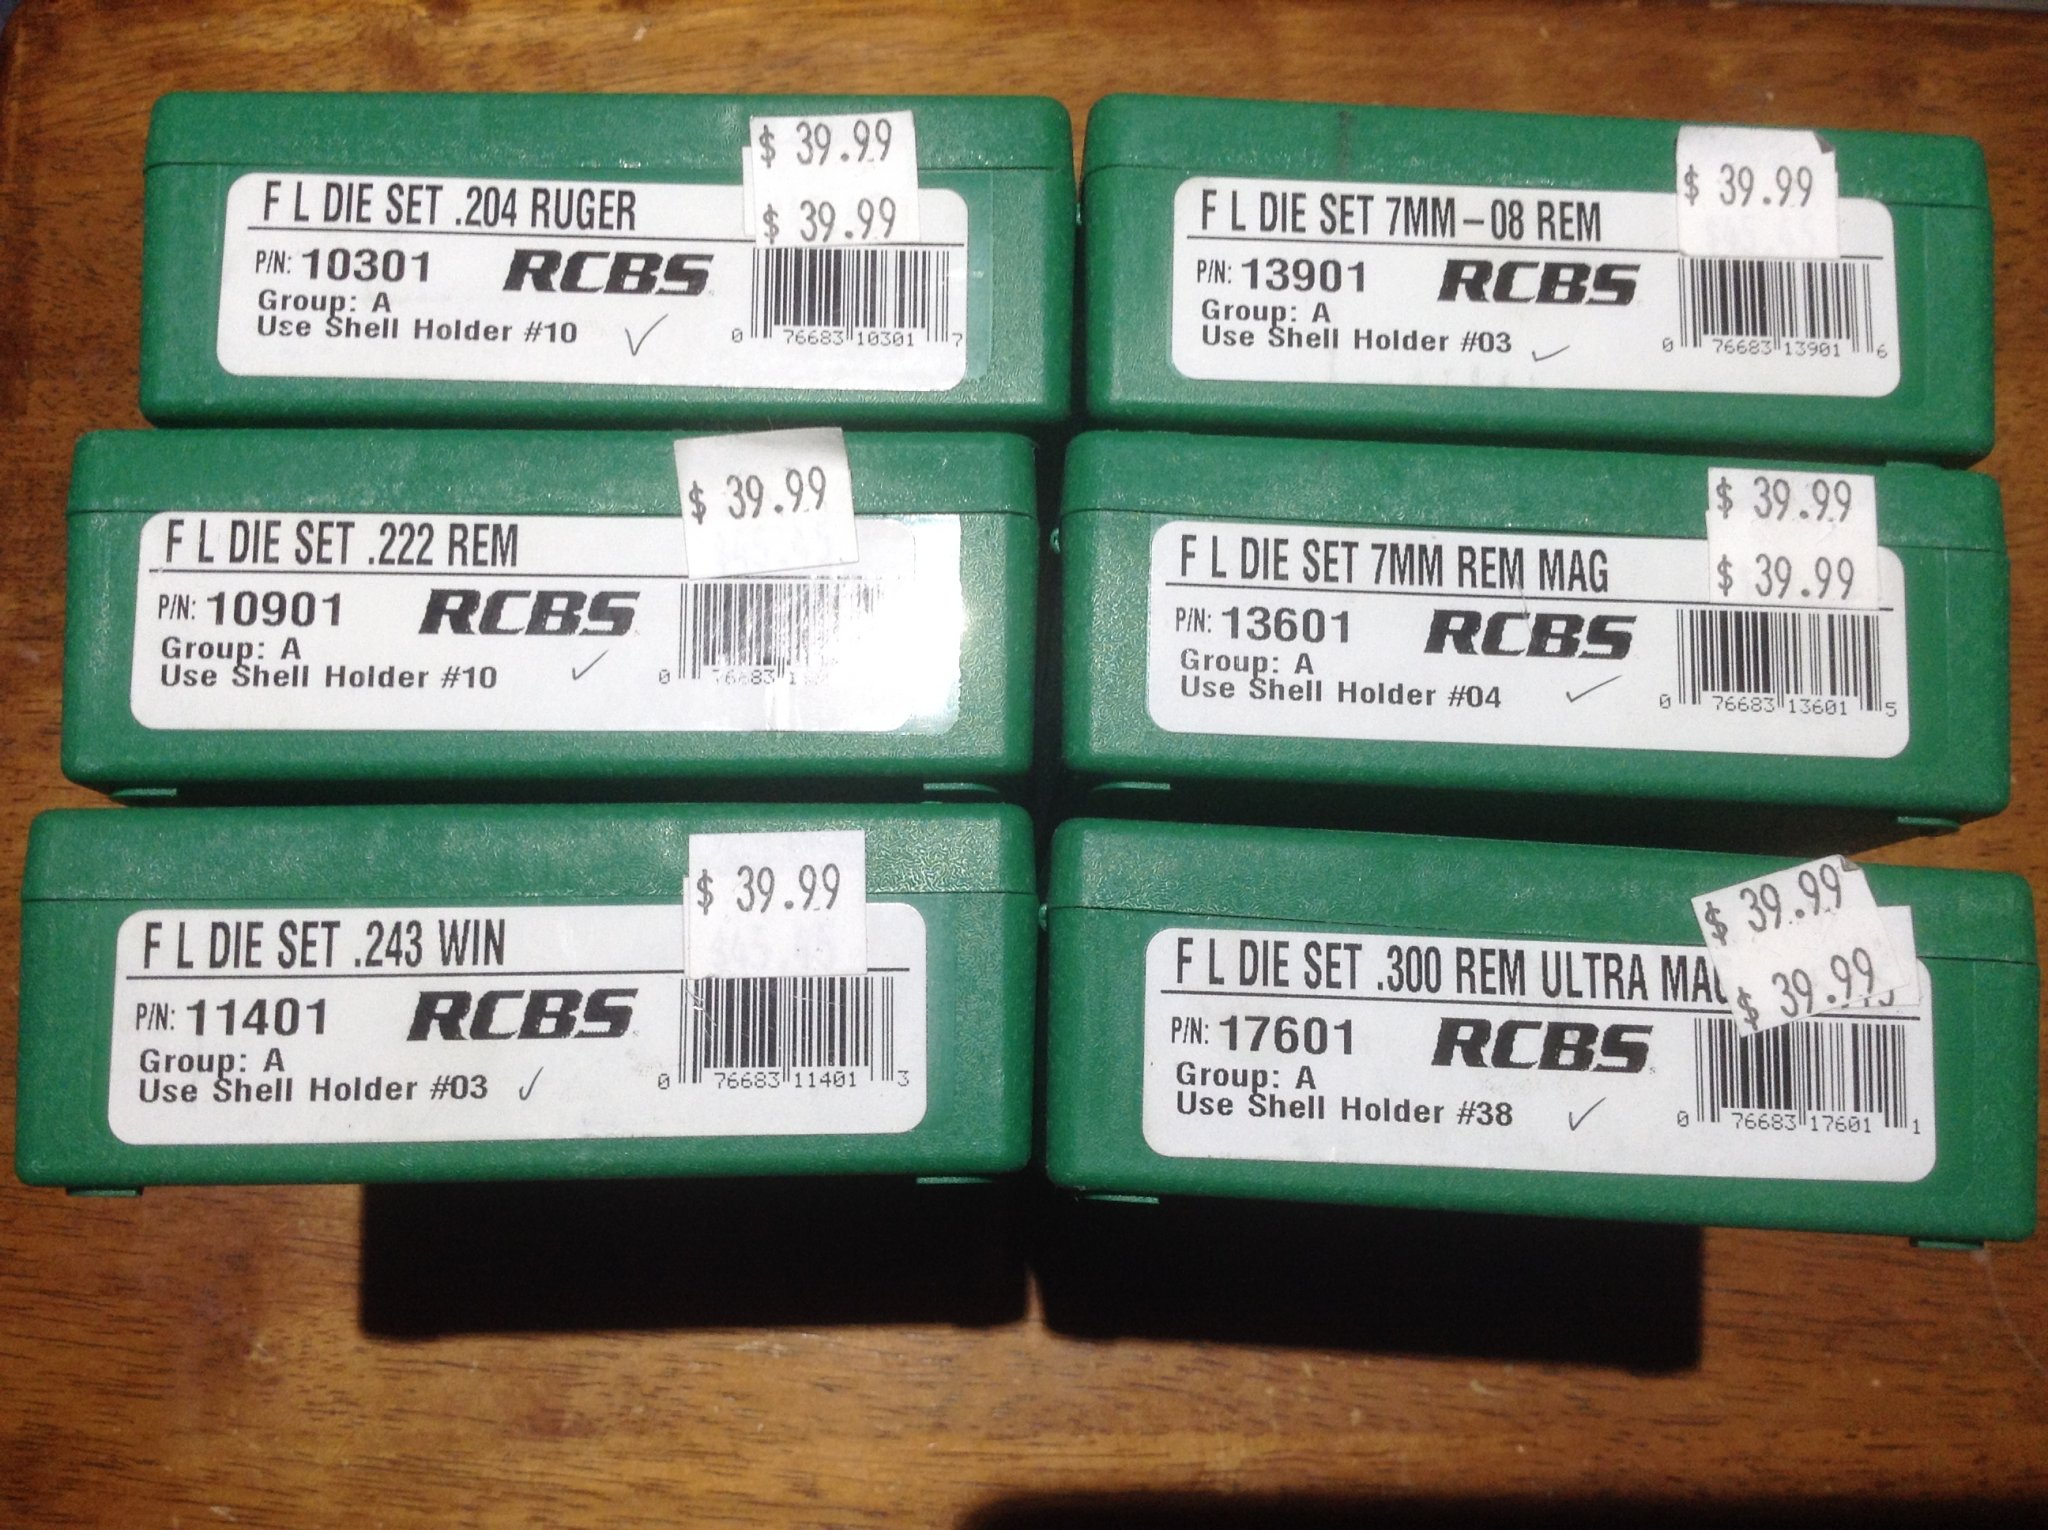 $ 39.99
$ 39.99
F L DIE SET .204 RUGER
P/N: 10301 RCBS
Group: A
Use Shell Holder #10
0 76683 10301 7
$ 39.99
F L DIE SET 7MM-08 REM
P/N: 13901 RCBS
Group: A
Use Shell Holder #03
0 76683 13901 6
$ 39.99
F L DIE SET .222 REM
P/N: 10901 RCBS
Group: A
Use Shell Holder #10
0 76683
$ 39.99
$ 39.99
F L DIE SET 7MM REM MAG
P/N: 13601 RCBS
Group: A
Use Shell Holder #04
0 76683 13601 5
$ 39.99
F L DIE SET .243 WIN
P/N: 11401 RCBS
Group: A
Use Shell Holder #03
0 76683 11401 3
$ 39.99
$ 39.99
F L DIE SET .300 REM ULTRA MAG
P/N: 17601 RCBS
Group: A
Use Shell Holder #38
0 76683 17601 1